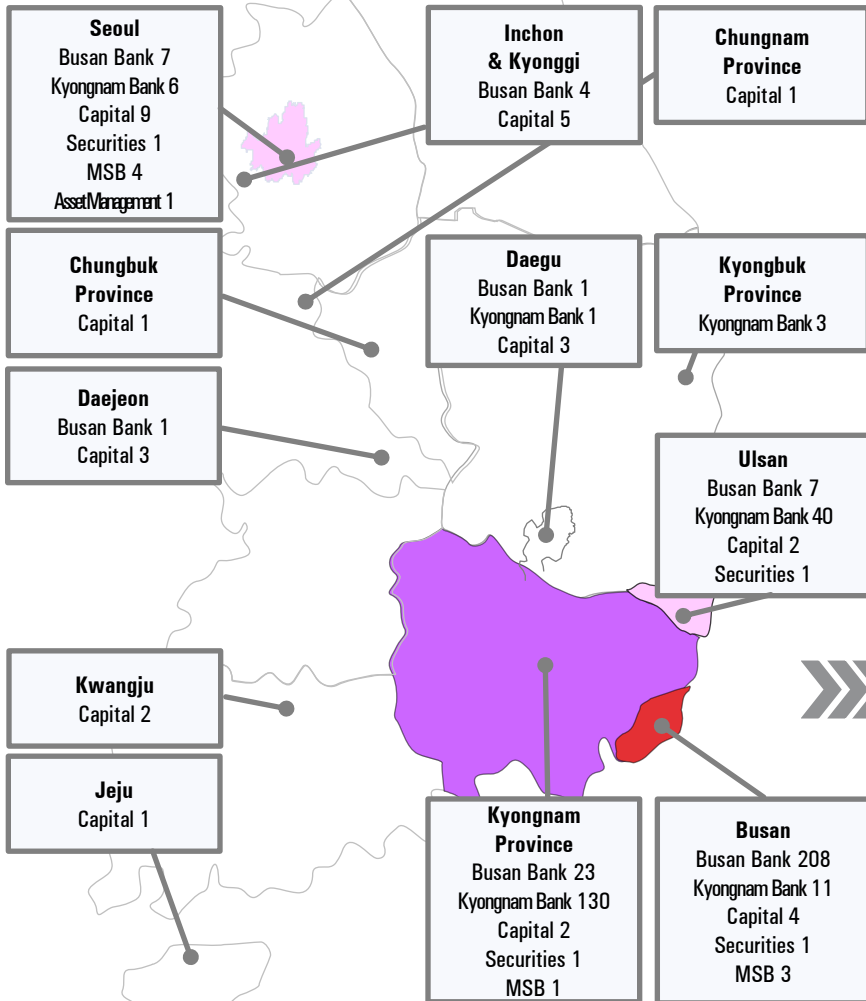 Seoul
Busan Bank 7
Kyongnam Bank 6
Capital 9
Securities 1
MSB 4
AssetManagement 1
Inchon
& Kyonggi
Busan Bank 4
Capital 5
Chungnam
Province
Capital 1
Chungbuk
Province
Capital 1
Daegu
Busan Bank 1
Kyongnam Bank 1
Capital 3
Kyongbuk
Province
Kyongnam Bank 3
Daejeon
Busan Bank 1
Capital 3
Ulsan
Busan Bank 7
Kyongnam Bank 40
Capital 2
Securities 1
Kwangju
Capital 2
Jeju
Capital 1
Kyongnam
Province
Busan Bank 23
Kyongnam Bank 130
Capital 2
Securities 1
MSB 1
Busan
Busan Bank 208
Kyongnam Bank 11
Capital 4
Securities 1
MSB 3